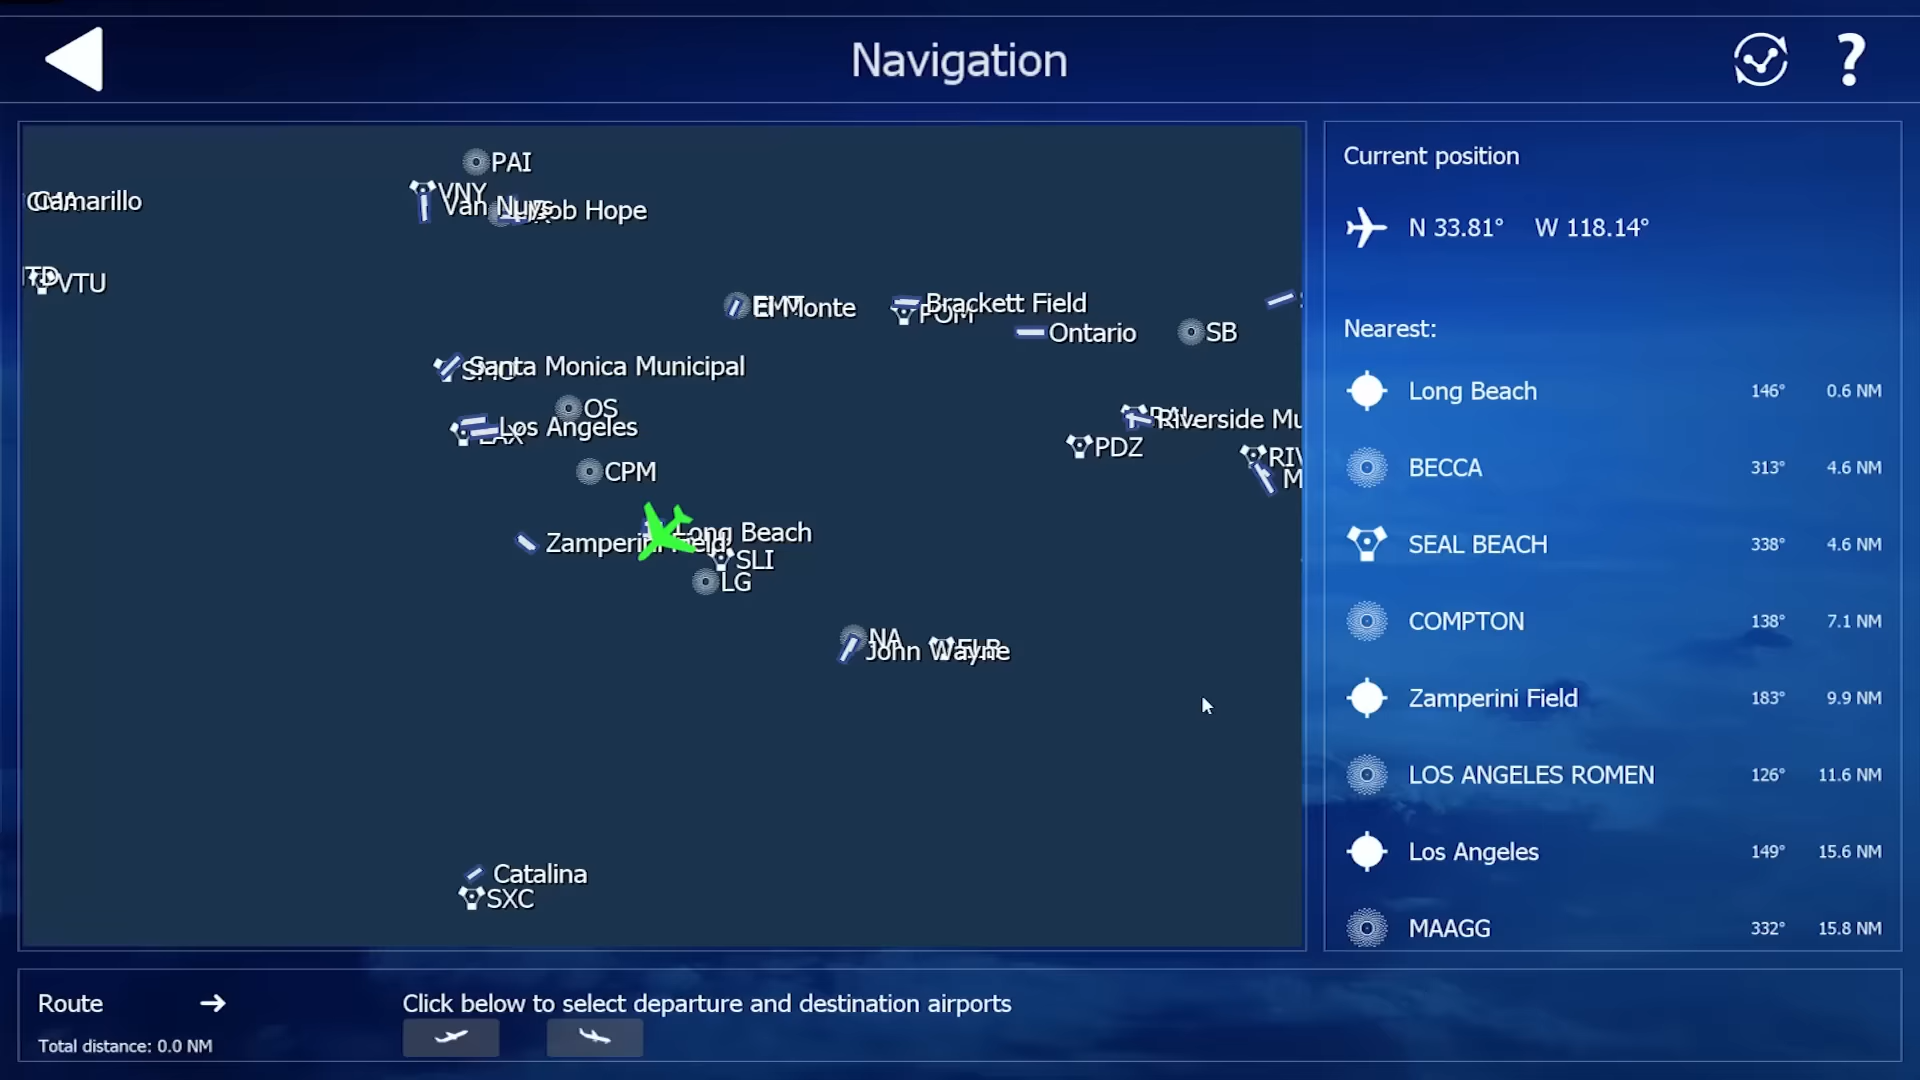 Navigation
PAI
VNY
Van Nuys
Bob Hope
Camarillo
VTU
El Monte
Brackett Field
POM
Ontario
SB
Santa Monica Municipal
OS
Los Angeles
LAX
CPM
Riverside Mu
PDZ
RIV
M
Long Beach
Zamperini Field
SLI
LG
NA
John Wayne
ELB
Catalina
SXC
Current position
N 33.81° W 118.14°
Nearest:
Long Beach 146° 0.6 NM
BECCA 313° 4.6 NM
SEAL BEACH 338° 4.6 NM
COMPTON 138° 7.1 NM
Zamperini Field 183° 9.9 NM
LOS ANGELES ROMEN 126° 11.6 NM
Los Angeles 149° 15.6 NM
MAAGG 332° 15.8 NM
Route → Click below to select departure and destination airports
Total distance: 0.0 NM